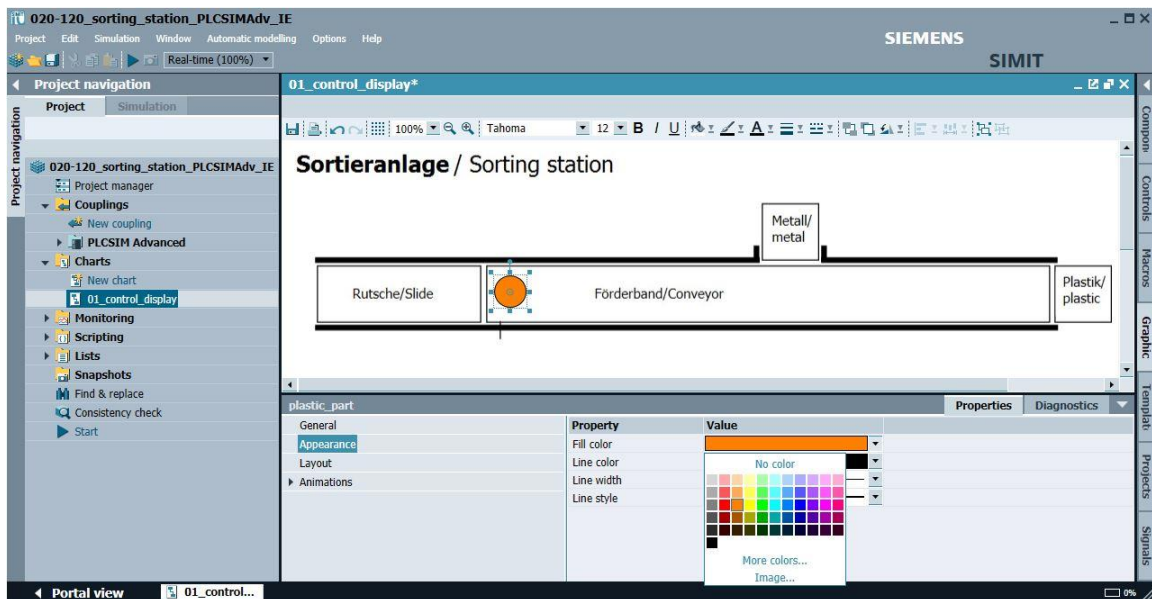 020-120_sorting_station_PLCSIMAdv_IE
Project Edit Simulation Window Automatic modelling Options Help
SIEMENS
SIMIT
Real-time (100%)
Project navigation
Project Simulation
Project navigation
020-120_sorting_station_PLCSIMAdv_IE
Project manager
Couplings
New coupling
PLCSIM Advanced
Charts
New chart
01_control_display
Monitoring
Scripting
Lists
Snapshots
Find & replace
Consistency check
Start
01_control_display*
100% Tahoma 12 B I U A
Sortieranlage / Sorting station
Metall/
metal
Rutsche/Slide
Förderband/Conveyor
Plastik/
plastic
plastic_part
Properties Diagnostics
General
Appearance
Layout
Animations
Property Value
Fill color
Line color
Line width
Line style
No color
More colors...
Image...
Compon
Controls
Macros
Graphic
Templat
Projects
Signals
Portal view 01_control... 0%